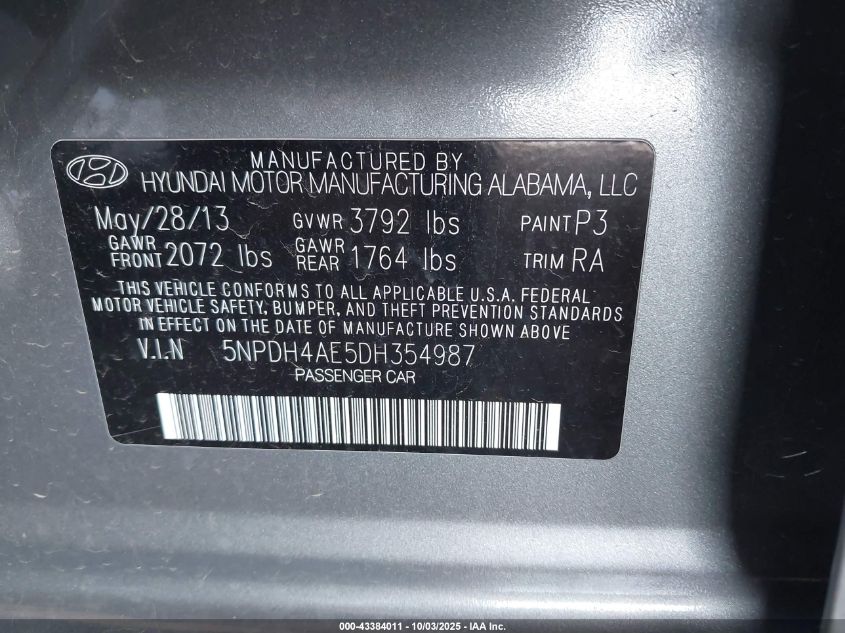 MANUFACTURED BY
HYUNDAI MOTOR MANUFACTURING ALABAMA, LLC
May/28/13 GVWR 3792 lbs PAINT P3
GAWR FRONT 2072 lbs GAWR REAR 1764 lbs TRIM RA
THIS VEHICLE CONFORMS TO ALL APPLICABLE U.S.A. FEDERAL
MOTOR VEHICLE SAFETY, BUMPER, AND THEFT PREVENTION STANDARDS
IN EFFECT ON THE DATE OF MANUFACTURE SHOWN ABOVE
V.I.N 5NPDH4AE5DH354987
PASSENGER CAR
000-43384011 - 10/03/2025 - IAA Inc.